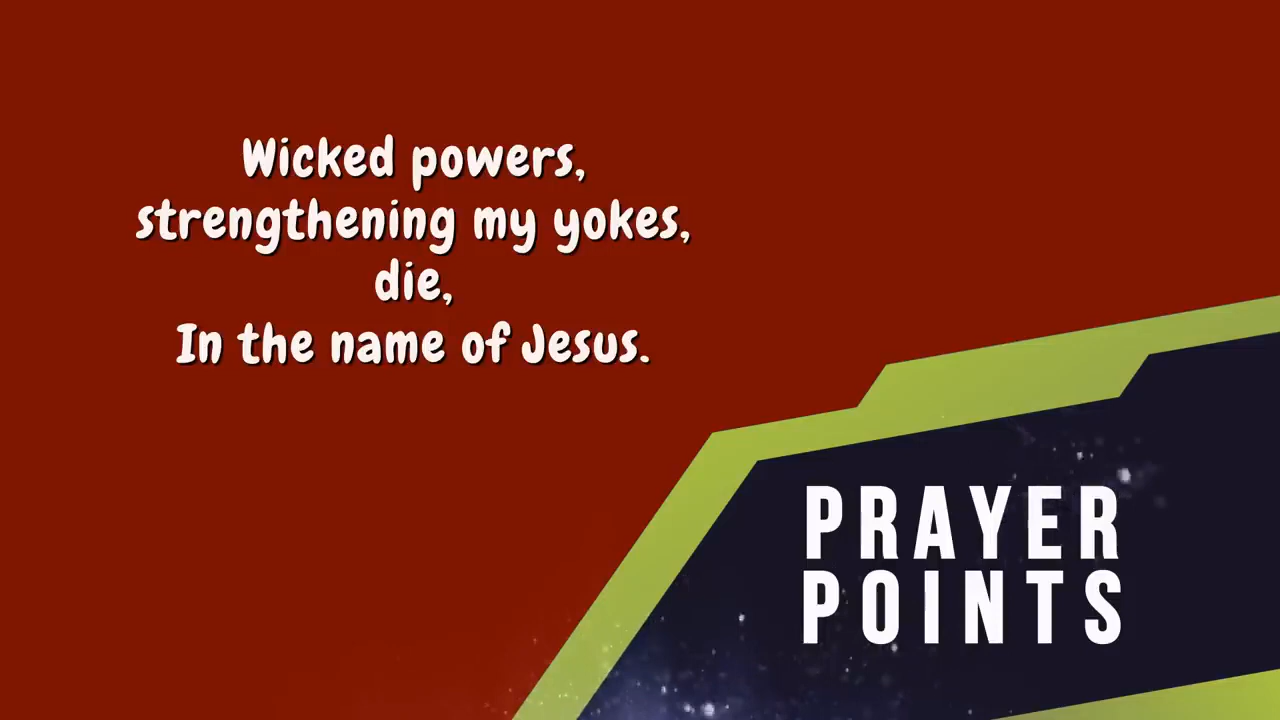 Wicked powers,
strengthening my yokes,
die,
In the name of Jesus.
PRAYER
POINTS